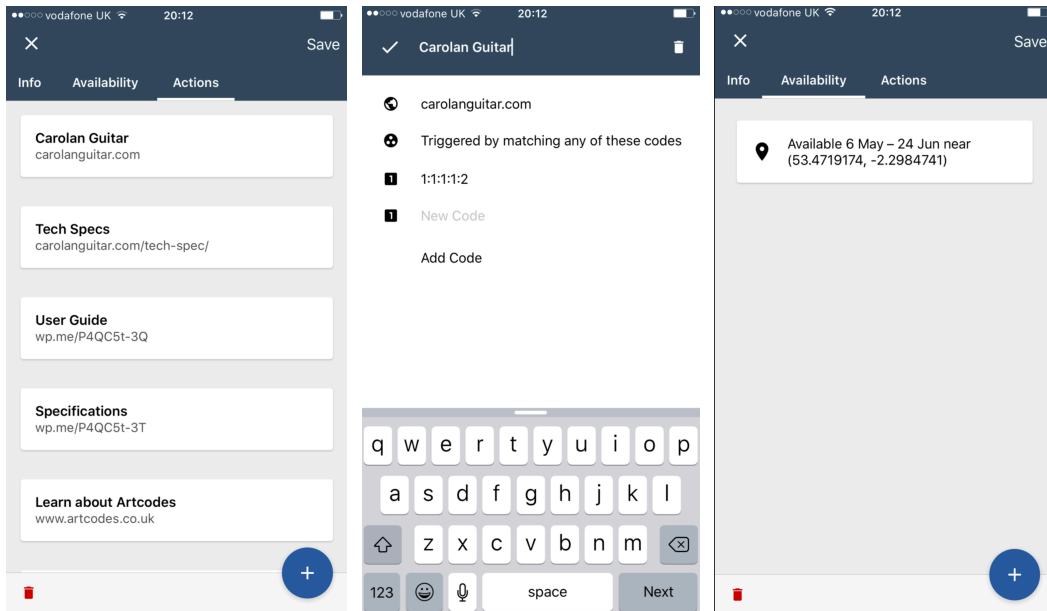 ●●○○○ vodafone UK 20:12
Save
Info Availability Actions
Carolan Guitar
carolanguitar.com
Tech Specs
carolanguitar.com/tech-spec/
User Guide
wp.me/P4QC5t-3Q
Specifications
wp.me/P4QC5t-3T
Learn about Artcodes
www.artcodes.co.uk
+
●●○○○ vodafone UK 20:12
Carolan Guitar
carolanguitar.com
Triggered by matching any of these codes
1 1:1:1:1:2
1 New Code
Add Code
q w e r t y u i o p
a s d f g h j k l
z x c v b n m
123 space Next
●●○○○ vodafone UK 20:12
Save
Info Availability Actions
Available 6 May – 24 Jun near
(53.4719174, -2.2984741)
+